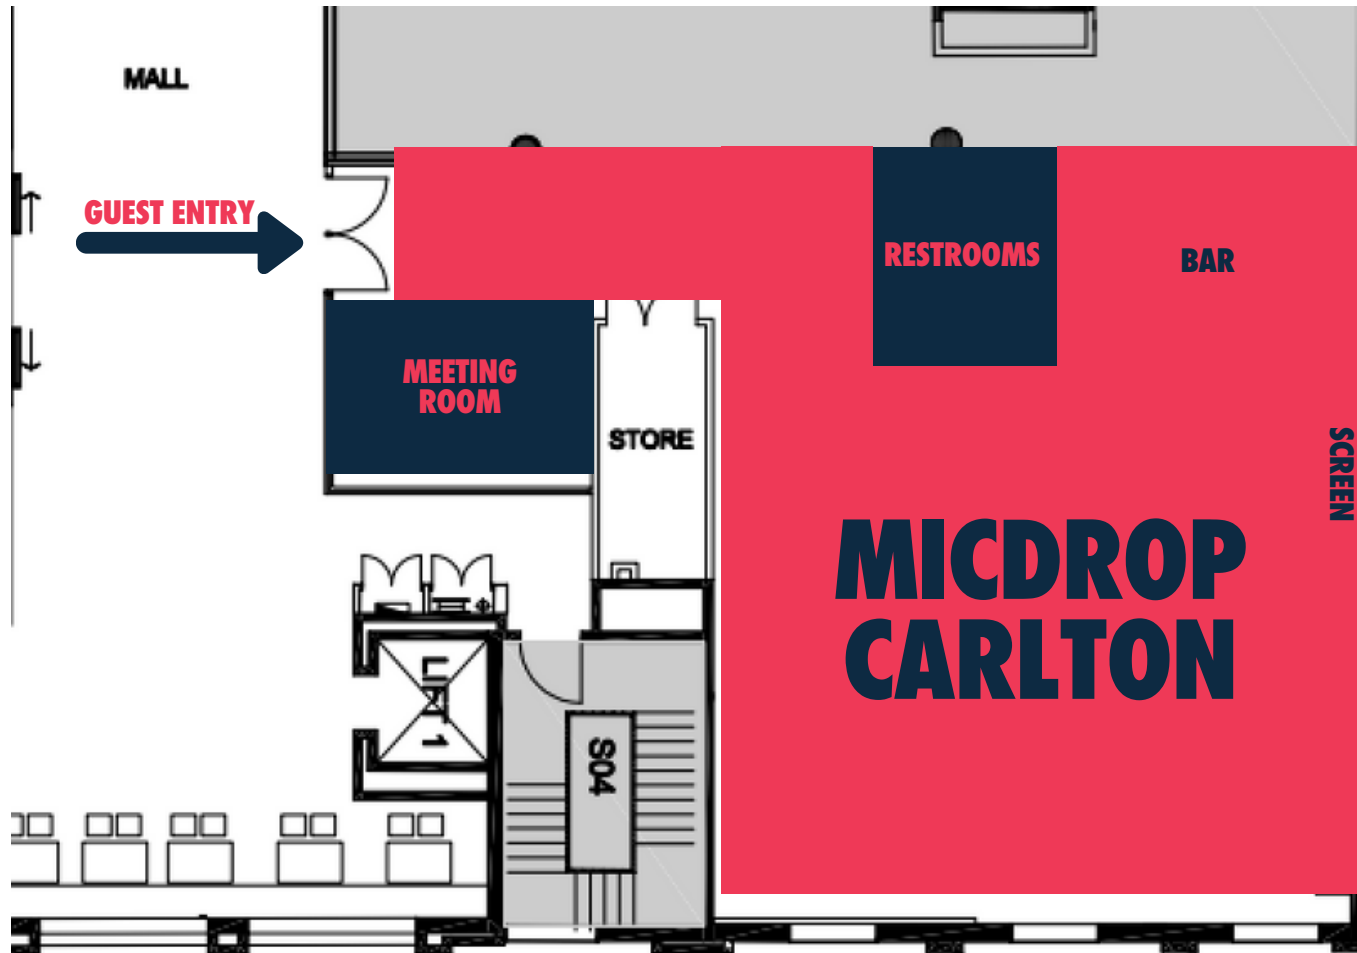 MALL
GUEST ENTRY
RESTROOMS
BAR
MEETING
ROOM
STORE
SCREEN
MICDROP
CARLTON
LIFT 1
S04